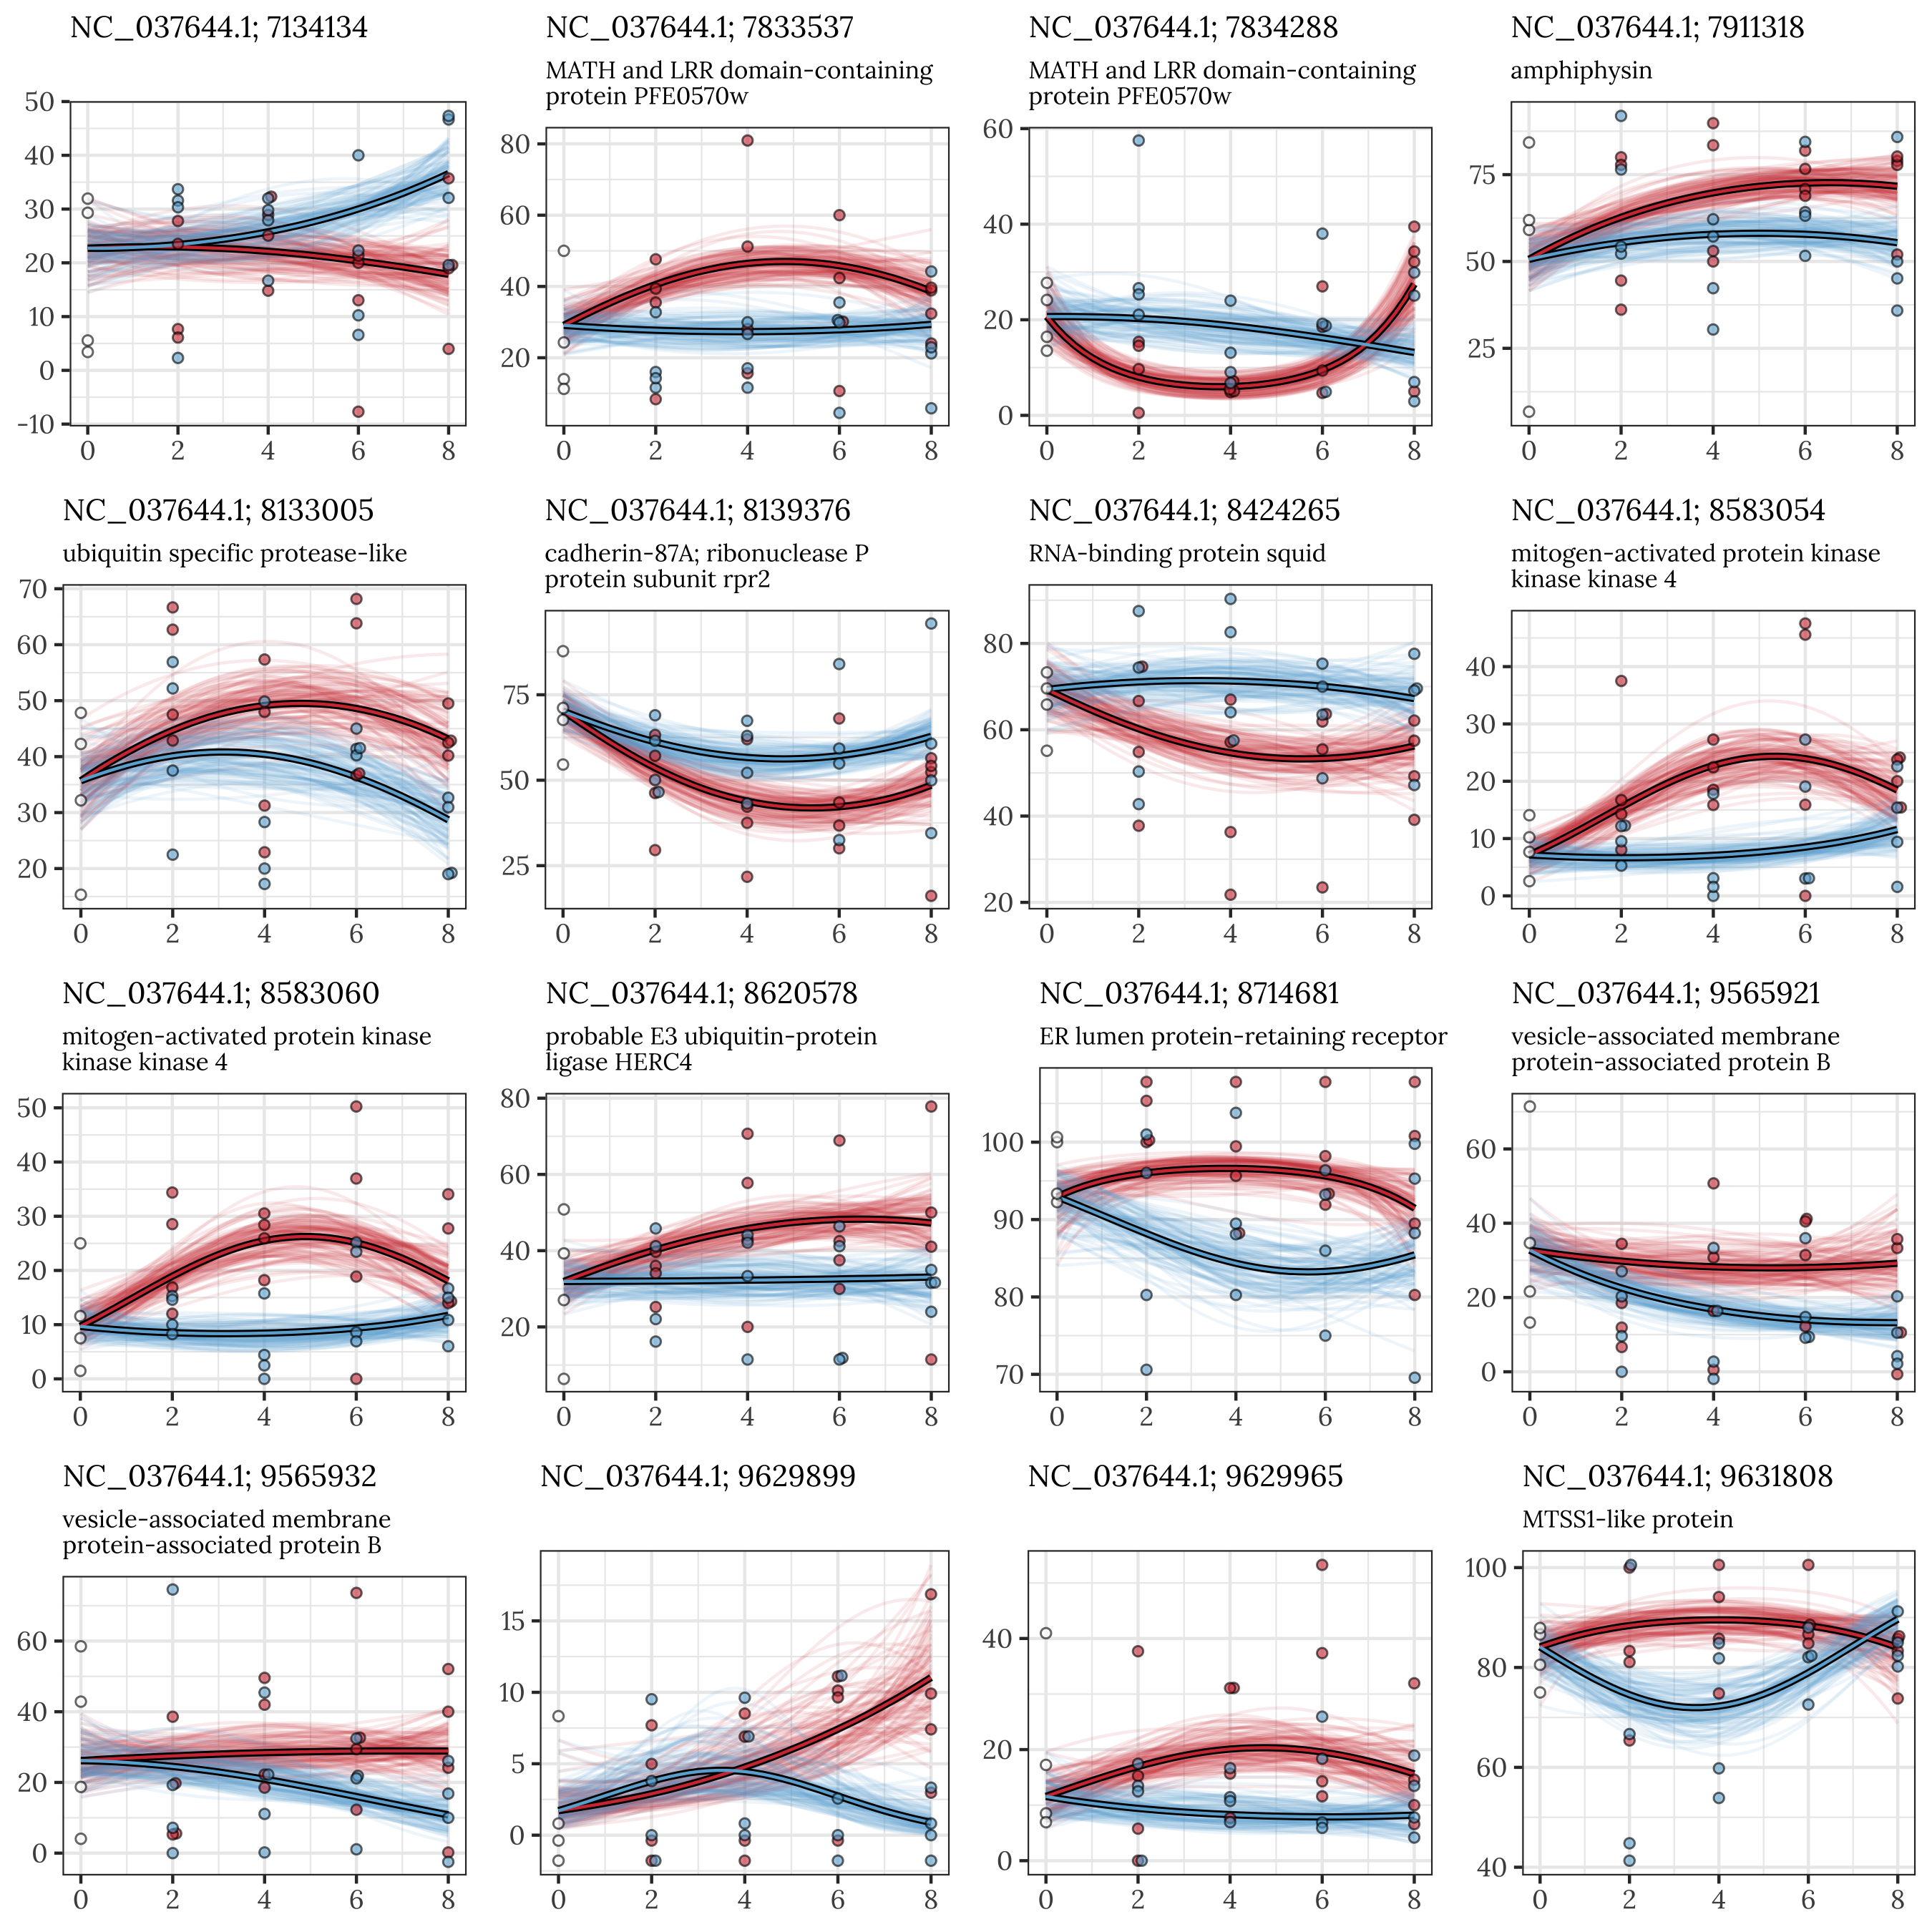 NC_037644.1; 7134134
50
40
30
20
10
0
-10
0 2 4 6 8
NC_037644.1; 7833537
MATH and LRR domain-containing
protein PFE0570w
80
60
40
20
0 2 4 6 8
NC_037644.1; 7834288
MATH and LRR domain-containing
protein PFE0570w
60
40
20
0
0 2 4 6 8
NC_037644.1; 7911318
amphiphysin
75
50
25
0 2 4 6 8
NC_037644.1; 8133005
ubiquitin specific protease-like
70
60
50
40
30
20
0 2 4 6 8
NC_037644.1; 8139376
cadherin-87A; ribonuclease P
protein subunit rpr2
75
50
25
0 2 4 6 8
NC_037644.1; 8424265
RNA-binding protein squid
80
60
40
20
0 2 4 6 8
NC_037644.1; 8583054
mitogen-activated protein kinase
kinase kinase 4
40
30
20
10
0
0 2 4 6 8
NC_037644.1; 8583060
mitogen-activated protein kinase
kinase kinase 4
50
40
30
20
10
0
0 2 4 6 8
NC_037644.1; 8620578
probable E3 ubiquitin-protein
ligase HERC4
80
60
40
20
0 2 4 6 8
NC_037644.1; 8714681
ER lumen protein-retaining receptor
100
90
80
70
0 2 4 6 8
NC_037644.1; 9565921
vesicle-associated membrane
protein-associated protein B
60
40
20
0
0 2 4 6 8
NC_037644.1; 9565932
vesicle-associated membrane
protein-associated protein B
60
40
20
0
0 2 4 6 8
NC_037644.1; 9629899
15
10
5
0
0 2 4 6 8
NC_037644.1; 9629965
40
20
0
0 2 4 6 8
NC_037644.1; 9631808
MTSS1-like protein
100
80
60
40
0 2 4 6 8